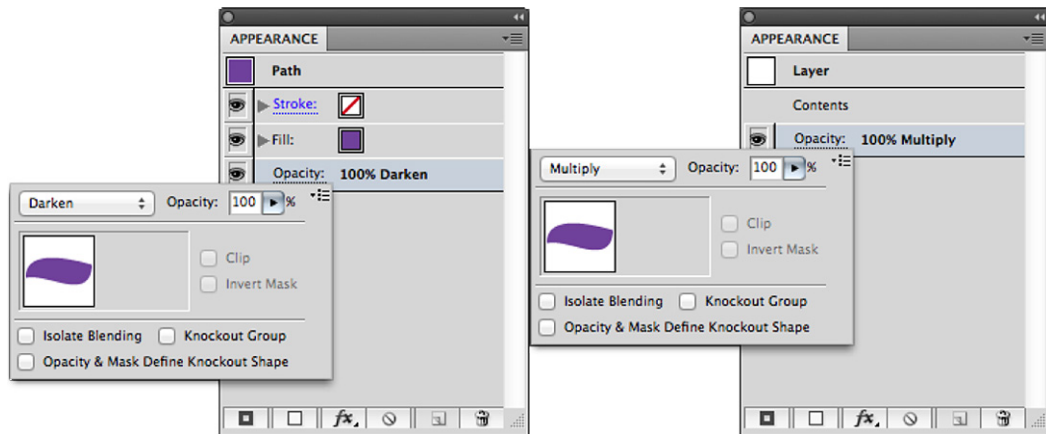 APPEARANCE
Path
Stroke:
Fill:
Opacity: 100% Darken
Darken Opacity: 100 %
Clip
Invert Mask
Isolate Blending Knockout Group
Opacity & Mask Define Knockout Shape
fx
APPEARANCE
Layer
Contents
Opacity: 100% Multiply
Multiply Opacity: 100 %
Clip
Invert Mask
Isolate Blending Knockout Group
Opacity & Mask Define Knockout Shape
fx